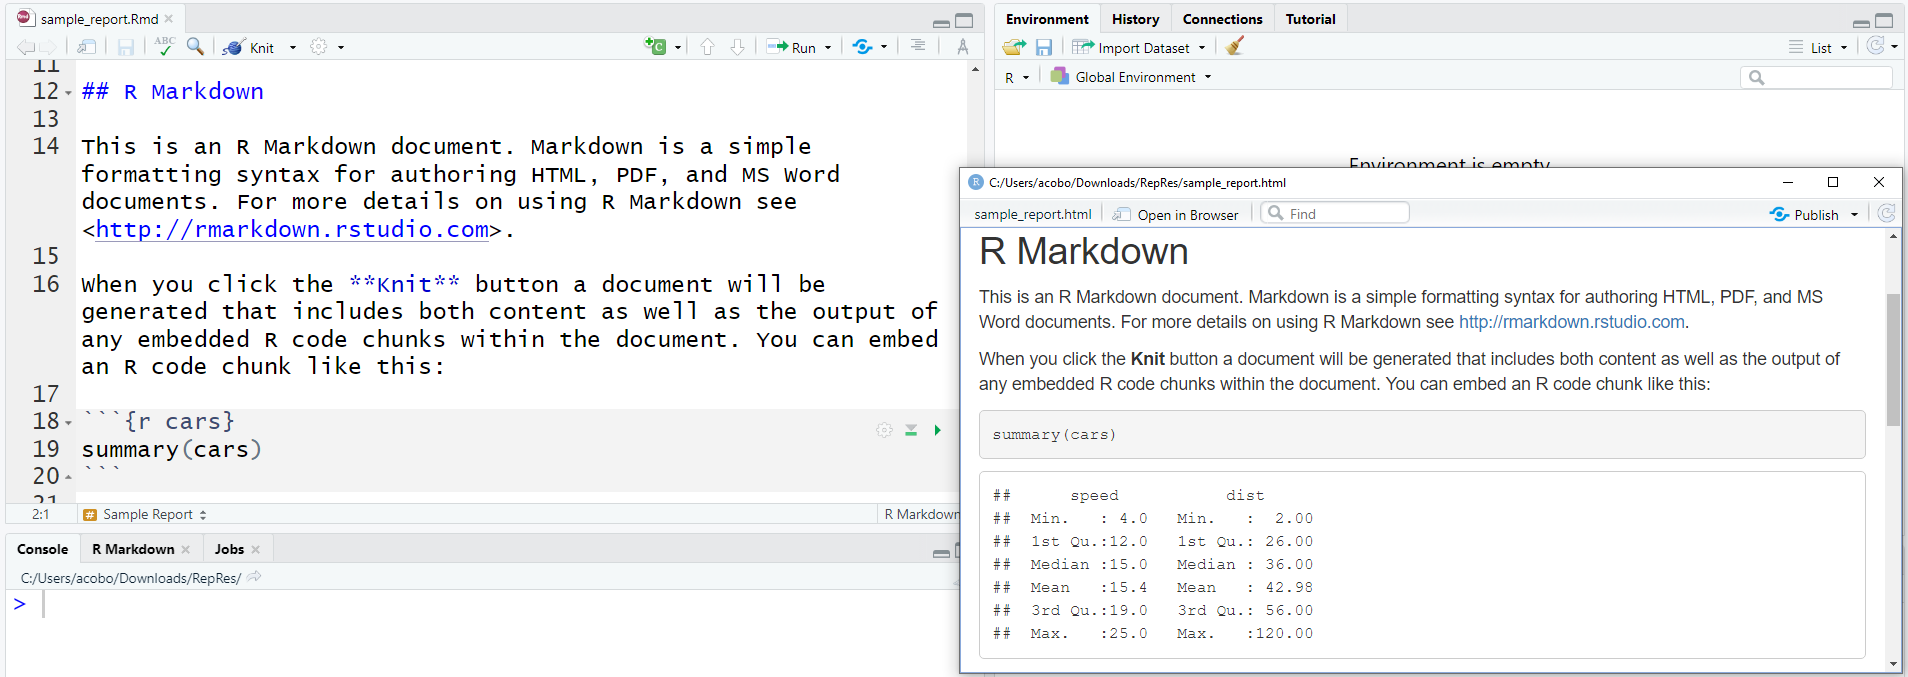 sample_report.Rmd
ABC
Knit
Run
11
12 ## R Markdown
13
14 This is an R Markdown document. Markdown is a simple
formatting syntax for authoring HTML, PDF, and MS Word
documents. For more details on using R Markdown see
<http://rmarkdown.rstudio.com>.
15
16 When you click the **Knit** button a document will be
generated that includes both content as well as the output of
any embedded R code chunks within the document. You can embed
an R code chunk like this:
17
18 ```{r cars}
19 summary(cars)
20 ```
21
2:1 # Sample Report R Markdown
Console R Markdown Jobs
C:/Users/acobo/Downloads/RepRes/
>
Environment History Connections Tutorial
Import Dataset List
R Global Environment
Environment is empty
R C:/Users/acobo/Downloads/RepRes/sample_report.html
sample_report.html Open in Browser Find Publish
R Markdown
This is an R Markdown document. Markdown is a simple formatting syntax for authoring HTML, PDF, and MS
Word documents. For more details on using R Markdown see http://rmarkdown.rstudio.com.
When you click the Knit button a document will be generated that includes both content as well as the output of
any embedded R code chunks within the document. You can embed an R code chunk like this:
summary(cars)
##      speed           dist
##  Min.   : 4.0   Min.   :  2.00
##  1st Qu.:12.0   1st Qu.: 26.00
##  Median :15.0   Median : 36.00
##  Mean   :15.4   Mean   : 42.98
##  3rd Qu.:19.0   3rd Qu.: 56.00
##  Max.   :25.0   Max.   :120.00